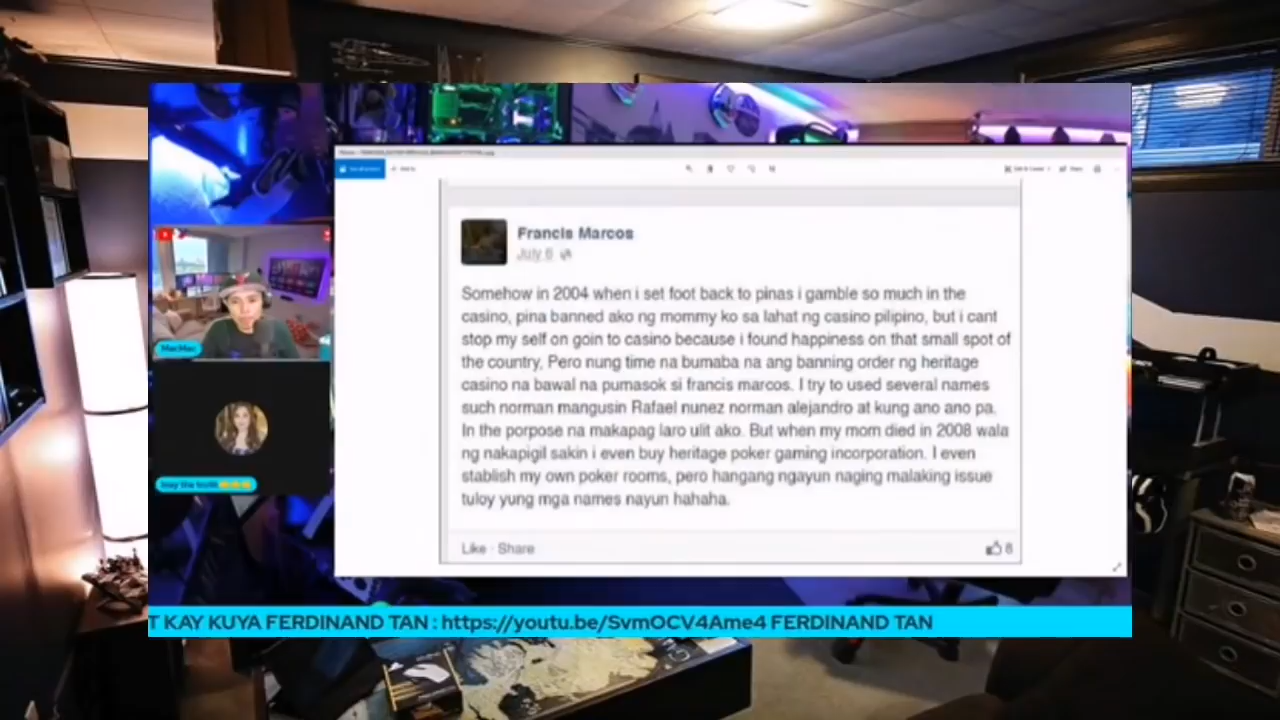 Francis Marcos
July 6
Somehow in 2004 when i set foot back to pinas i gamble so much in the
casino, pina banned ako ng mommy ko sa lahat ng casino pilipino, but i cant
stop my self on goin to casino because i found happiness on that small spot of
the country, Pero nung time na bumaba na ang banning order ng heritage
casino na bawal na pumasok si francis marcos. I try to used several names
such norman mangusin Rafael nunez norman alejandro at kung ano ano pa.
In the porpose na makapag laro ulit ako. But when my mom died in 2008 wala
ng nakapigil sakin i even buy heritage poker gaming incorporation. I even
stablish my own poker rooms, pero hangang ngayun naging malaking issue
tuloy yung mga names nayun hahaha.
Like · Share
8
MacMac
T KAY KUYA FERDINAND TAN : https://youtu.be/SvmOCV4Ame4 FERDINAND TAN